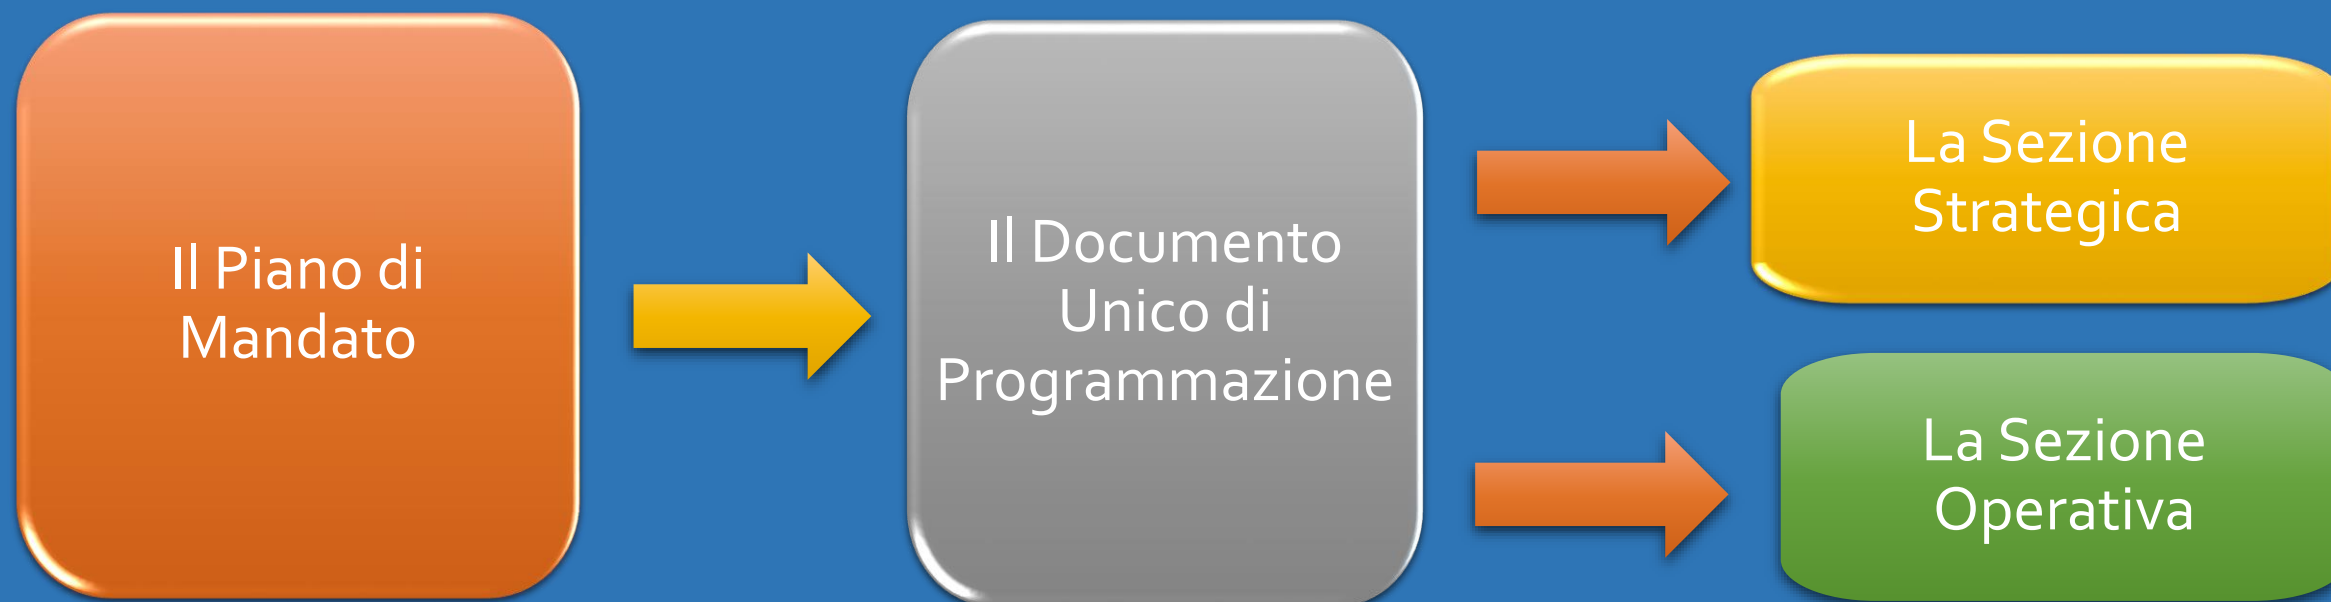 Il Piano di
Mandato
Il Documento
Unico di
Programmazione
La Sezione
Strategica
La Sezione
Operativa